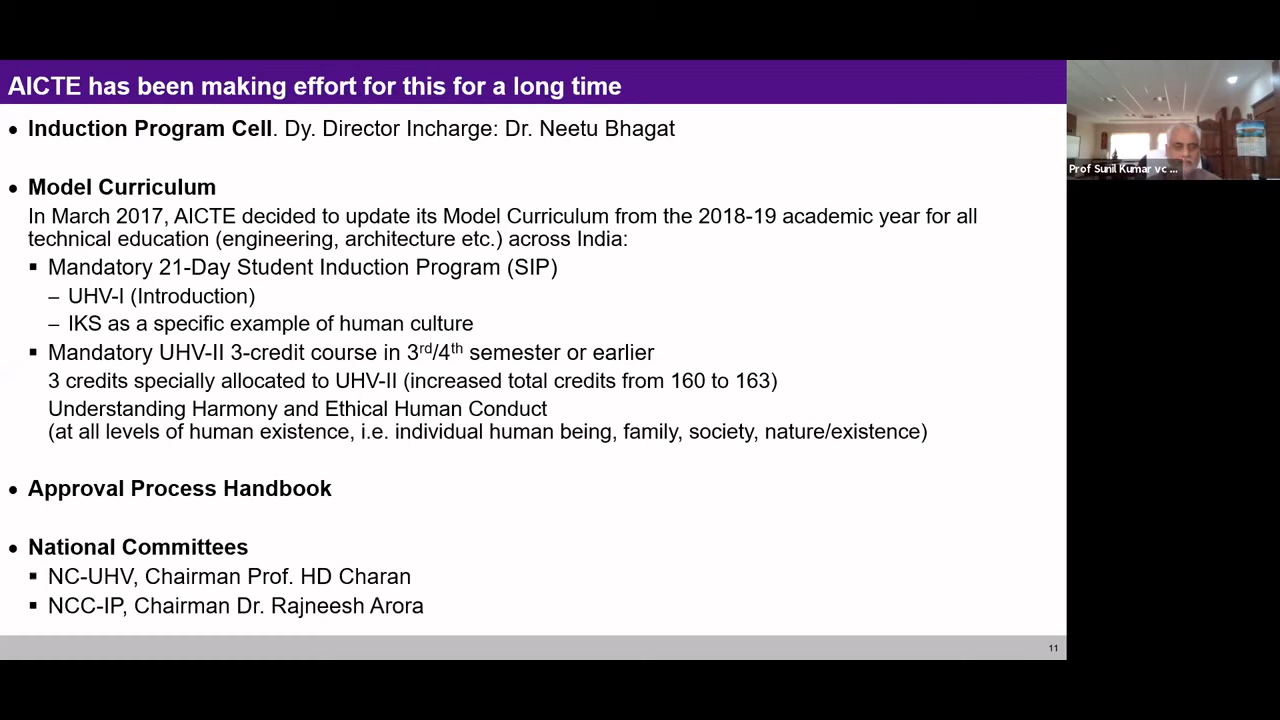 AICTE has been making effort for this for a long time
• Induction Program Cell. Dy. Director Incharge: Dr. Neetu Bhagat
• Model Curriculum
In March 2017, AICTE decided to update its Model Curriculum from the 2018-19 academic year for all
technical education (engineering, architecture etc.) across India:
▪ Mandatory 21-Day Student Induction Program (SIP)
– UHV-I (Introduction)
– IKS as a specific example of human culture
▪ Mandatory UHV-II 3-credit course in 3rd/4th semester or earlier
3 credits specially allocated to UHV-II (increased total credits from 160 to 163)
Understanding Harmony and Ethical Human Conduct
(at all levels of human existence, i.e. individual human being, family, society, nature/existence)
• Approval Process Handbook
• National Committees
▪ NC-UHV, Chairman Prof. HD Charan
▪ NCC-IP, Chairman Dr. Rajneesh Arora
11
Prof Sunil Kumar vc ...